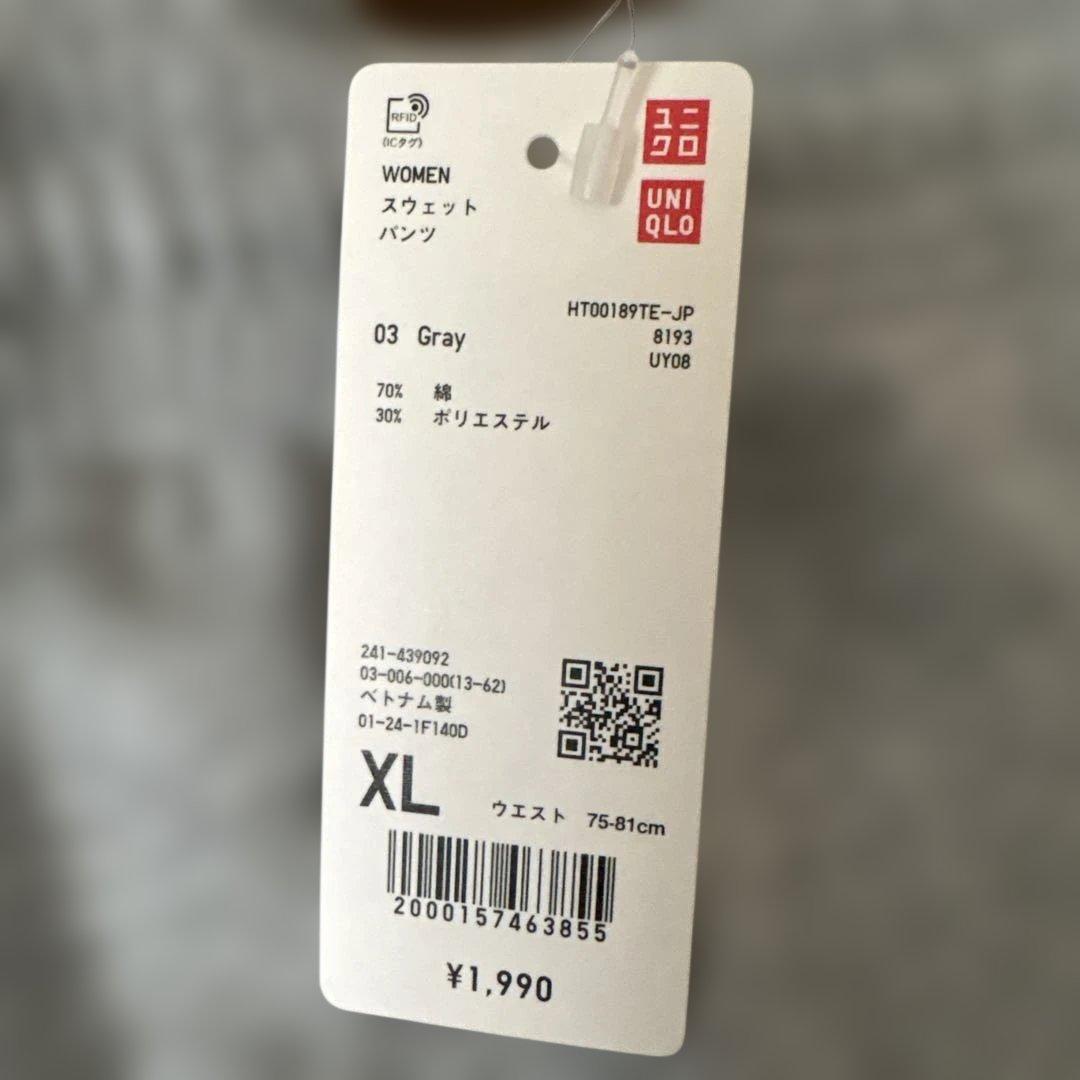 RFID
(ICタグ)
WOMEN
スウェット
パンツ
ユニ
クロ
UNI
QLO
HT00189TE-JP
8193
UY08
03 Gray
70% 綿
30% ポリエステル
241-439092
03-006-000(13-62)
ベトナム製
01-24-1F140D
XL ウエスト 75-81cm
2000157463855
¥1,990